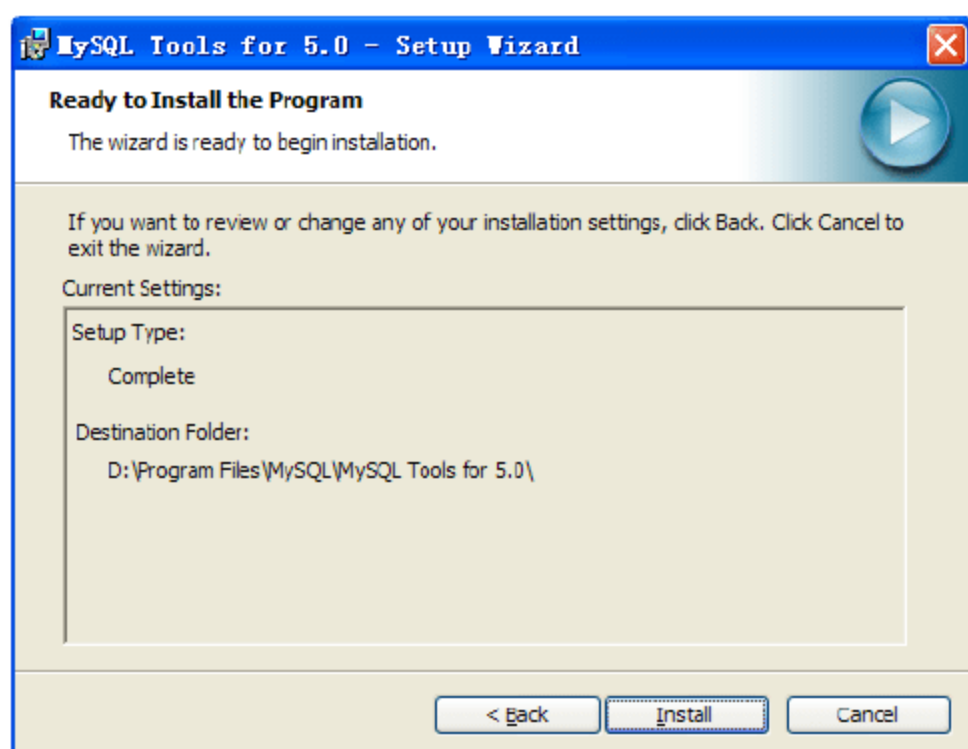 MySQL Tools for 5.0 - Setup Wizard
Ready to Install the Program
The wizard is ready to begin installation.
If you want to review or change any of your installation settings, click Back. Click Cancel to
exit the wizard.
Current Settings:
Setup Type:
Complete
Destination Folder:
D:\Program Files\MySQL\MySQL Tools for 5.0\
< Back
Install
Cancel